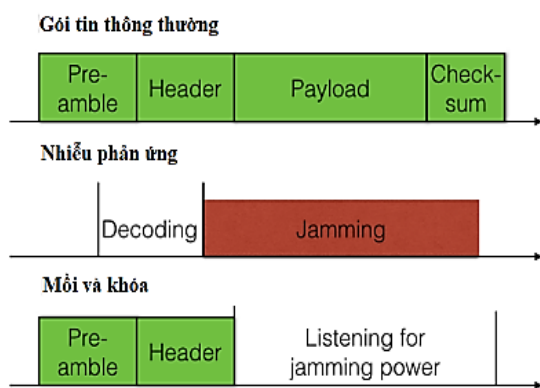 Gói tin thông thường
Pre-
amble
Header
Payload
Check-
sum
Nhiễu phản ứng
Decoding
Jamming
Mồi và khóa
Pre-
amble
Header
Listening for
jamming power